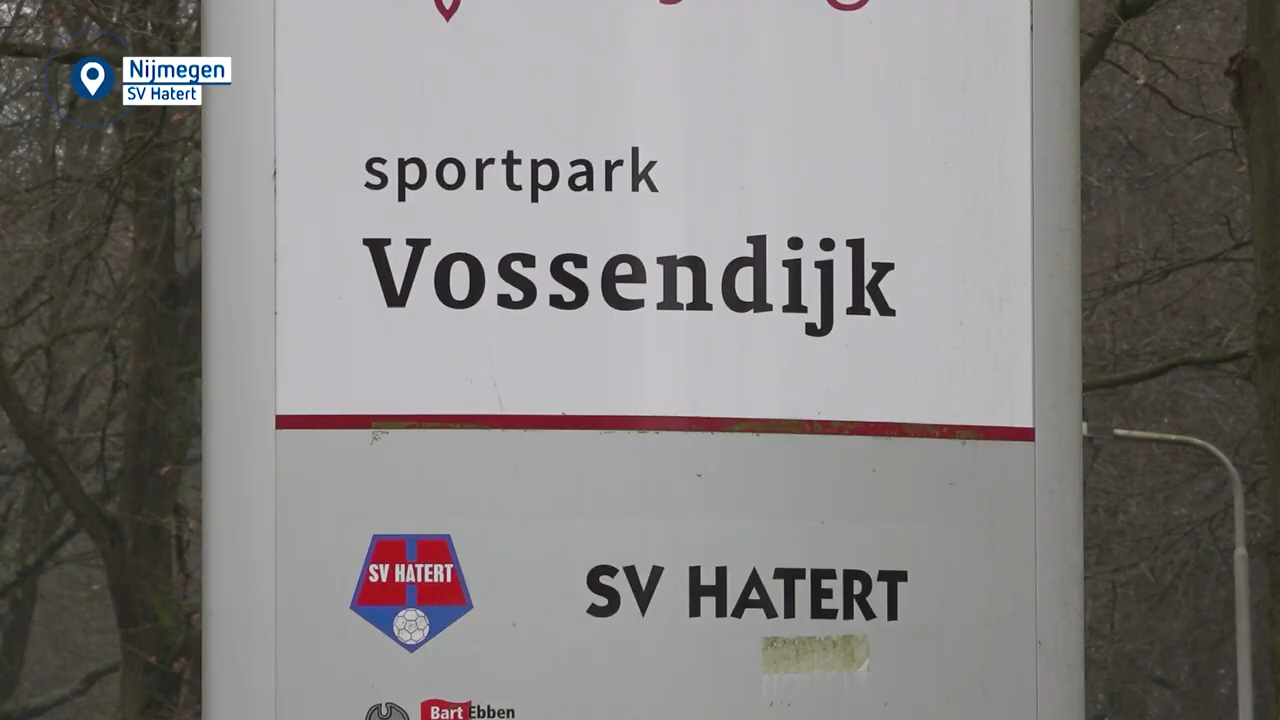 Nijmegen
SV Hatert
sportpark
Vossendijk
SV HATERT
SV HATERT
Bart Ebben